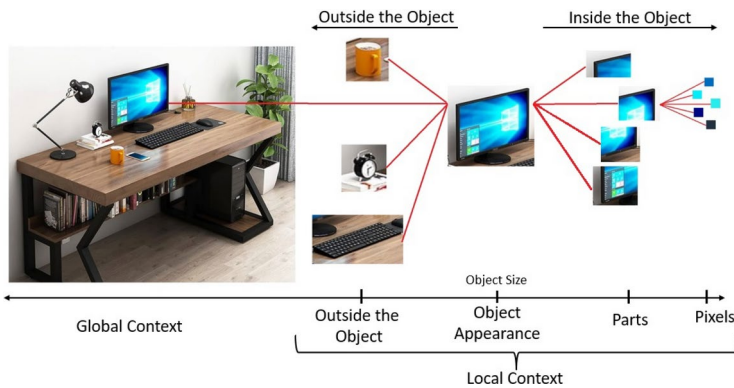 Outside the Object
Inside the Object
Object Size
Global Context
Outside the
Object
Object
Appearance
Parts
Pixels
Local Context